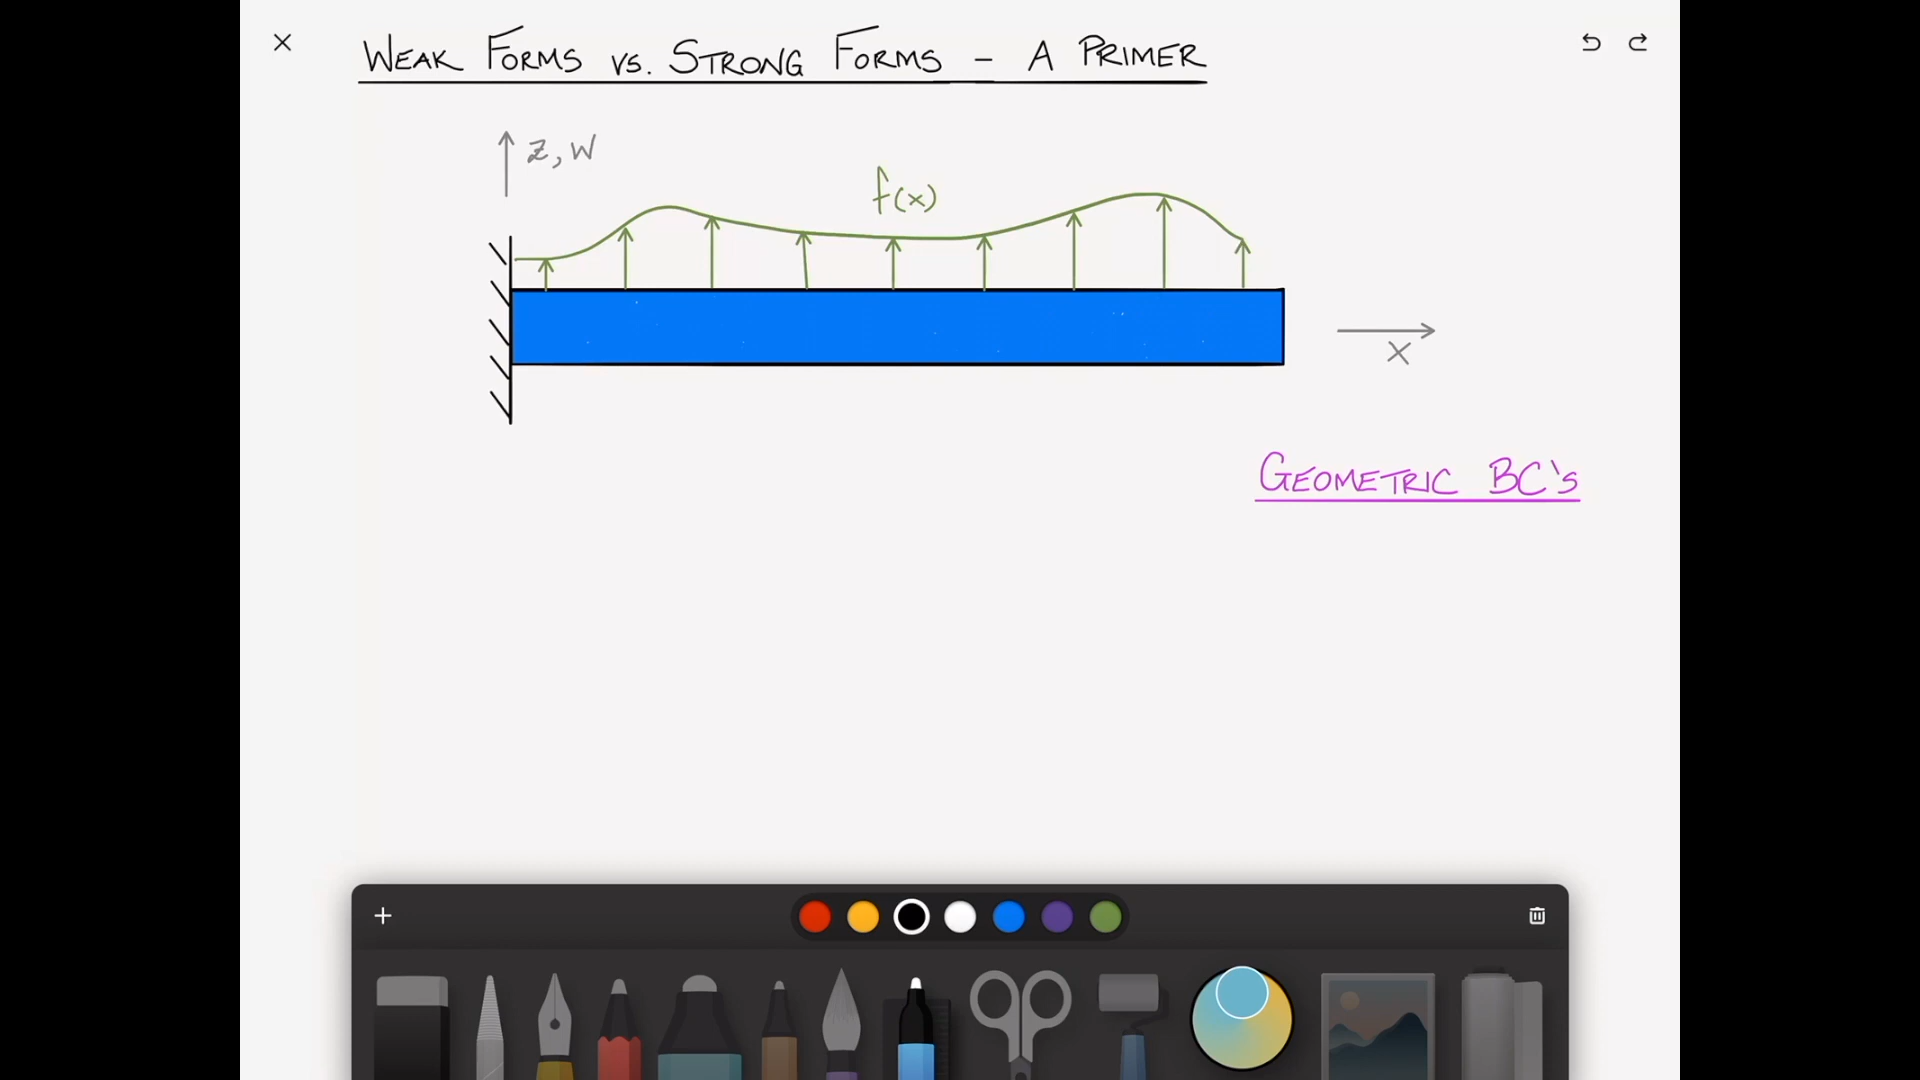 WEAK FORMS vs. STRONG FORMS - A PRIMER
z, w
f(x)
x
GEOMETRIC BC's